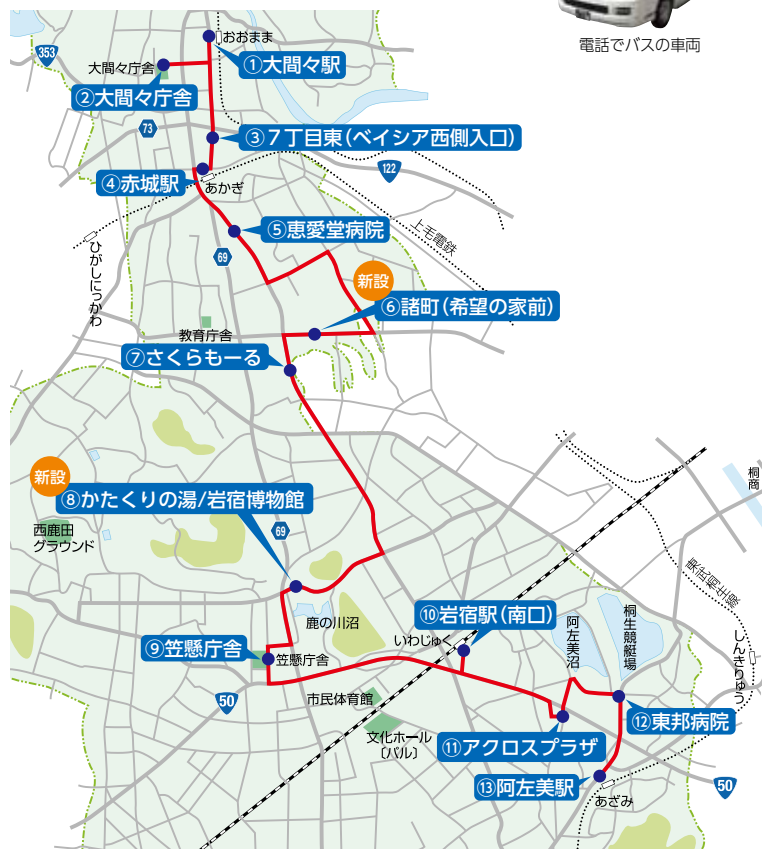 電話でバスの車両
353
おおまま
①大間々駅
大間々庁舎
②大間々庁舎
73
③７丁目東（ベイシア西側入口）
122
④赤城駅
あかぎ
⑤恵愛堂病院
上毛電鉄
69
ひがしにっかわ
新設
⑥諸町（希望の家前）
教育庁舎
⑦さくらもーる
新設
⑧かたくりの湯/岩宿博物館
69
西鹿田
グラウンド
桐商
東武桐生線
鹿の川沼
⑩岩宿駅（南口）
いわじゅく
阿左美沼
桐生競艇場
しんきりゅう
⑨笠懸庁舎
笠懸庁舎
50
市民体育館
文化ホール
〔パル〕
⑪アクロスプラザ
⑫東邦病院
⑬阿左美駅
あざみ
50